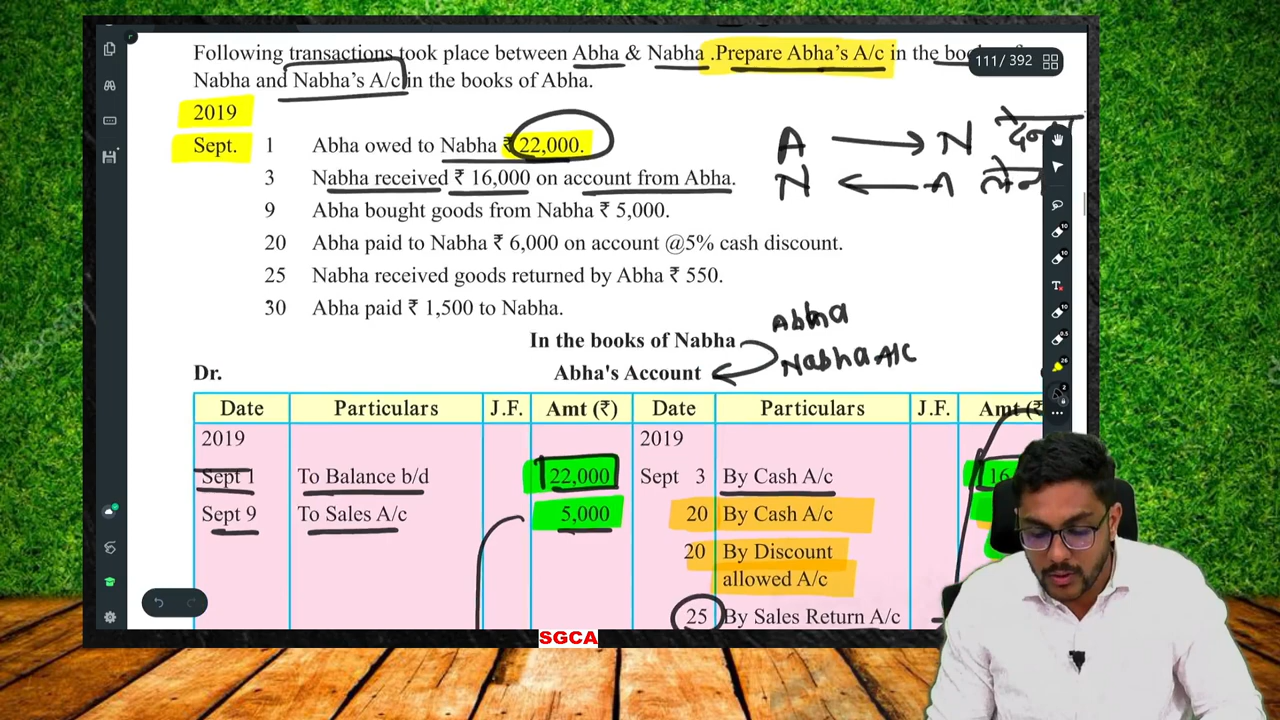 Following transactions took place between Abha & Nabha .Prepare Abha's A/c in the
111/ 392
Nabha and Nabha's A/c in the books of Abha.
2019
Sept. 1 Abha owed to Nabha ₹ 22,000.
3 Nabha received ₹ 16,000 on account from Abha.
9 Abha bought goods from Nabha ₹ 5,000.
20 Abha paid to Nabha ₹ 6,000 on account @5% cash discount.
25 Nabha received goods returned by Abha ₹ 550.
30 Abha paid ₹ 1,500 to Nabha.
A → N
N ← A
In the books of Nabha
Abha
Nabha A/c
Dr. Abha's Account
Date Particulars J.F. Amt (₹) Date Particulars J.F. Amt (₹
2019 2019
Sept 1 To Balance b/d 22,000 Sept 3 By Cash A/c 16
Sept 9 To Sales A/c 5,000 20 By Cash A/c
20 By Discount
allowed A/c
25 By Sales Return A/c
SGCA